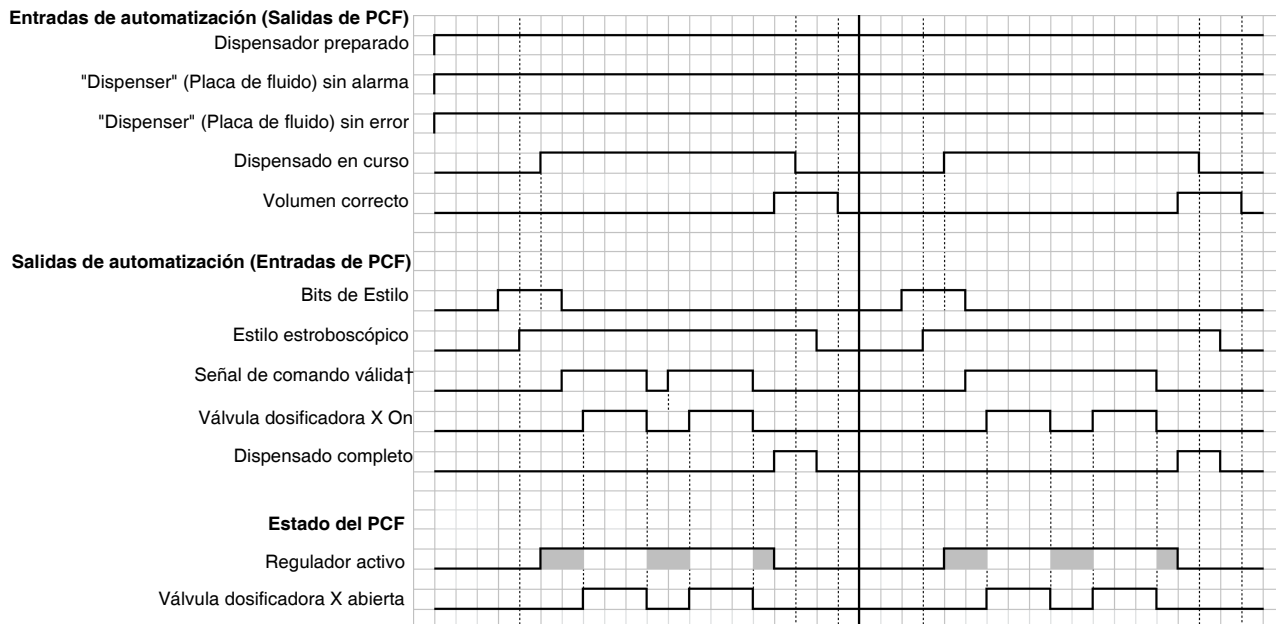 Entradas de automatización (Salidas de PCF)
Dispensador preparado
"Dispenser" (Placa de fluido) sin alarma
"Dispenser" (Placa de fluido) sin error
Dispensado en curso
Volumen correcto
Salidas de automatización (Entradas de PCF)
Bits de Estilo
Estilo estroboscópico
Señal de comando válida†
Válvula dosificadora X On
Dispensado completo
Estado del PCF
Regulador activo
Válvula dosificadora X abierta